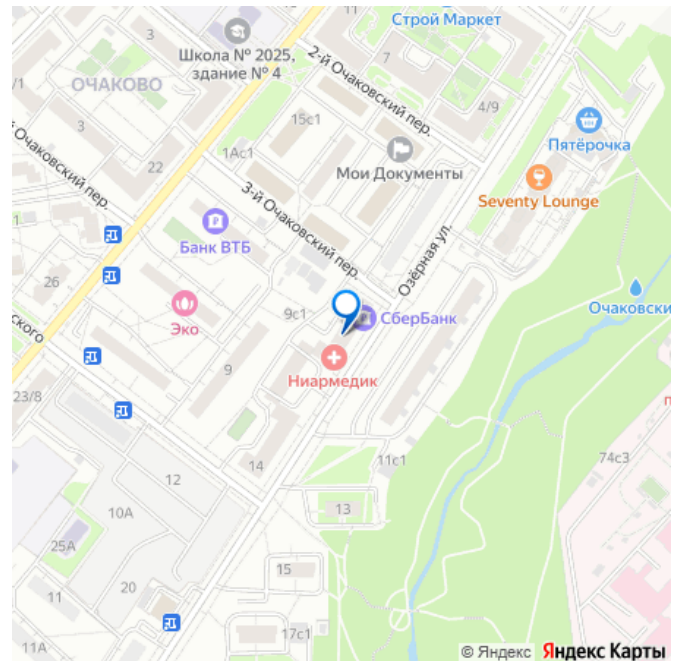 Строй Маркет
3
11
Школа № 2025,
здание № 4
7
2-й Очаковский пер.
ОЧАКОВО
/1
4/9
15с1
3
1Ас1
Пятёрочка
Мои Документы
й Очаковский пер.
22
Seventy Lounge
3-й Очаковский пер.
1
Банк ВТБ
Озёрная ул.
26
Очаковски
9с1
СберБанк
Эко
ского
Ниармедик
9
23/8
п
14
11с1
74с3
12
13
10А
25А
15
20
11
17с1
11А
© Яндекс Яндекс Карты